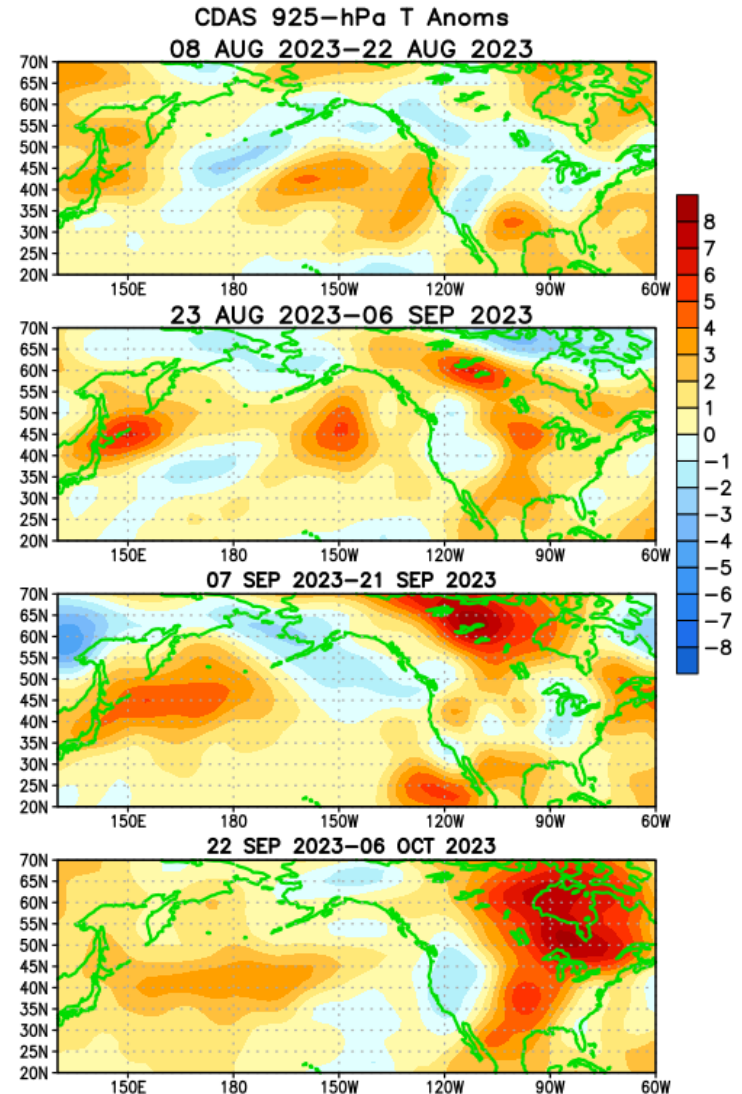 CDAS 925-hPa T Anoms
08 AUG 2023-22 AUG 2023
70N
65N
60N
55N
50N
45N
40N
35N
30N
25N
20N
150E 180 150W 120W 90W 60W
23 AUG 2023-06 SEP 2023
70N
65N
60N
55N
50N
45N
40N
35N
30N
25N
20N
150E 180 150W 120W 90W 60W
07 SEP 2023-21 SEP 2023
70N
65N
60N
55N
50N
45N
40N
35N
30N
25N
20N
150E 180 150W 120W 90W 60W
22 SEP 2023-06 OCT 2023
70N
65N
60N
55N
50N
45N
40N
35N
30N
25N
20N
150E 180 150W 120W 90W 60W
8
7
6
5
4
3
2
1
0
-1
-2
-3
-4
-5
-6
-7
-8